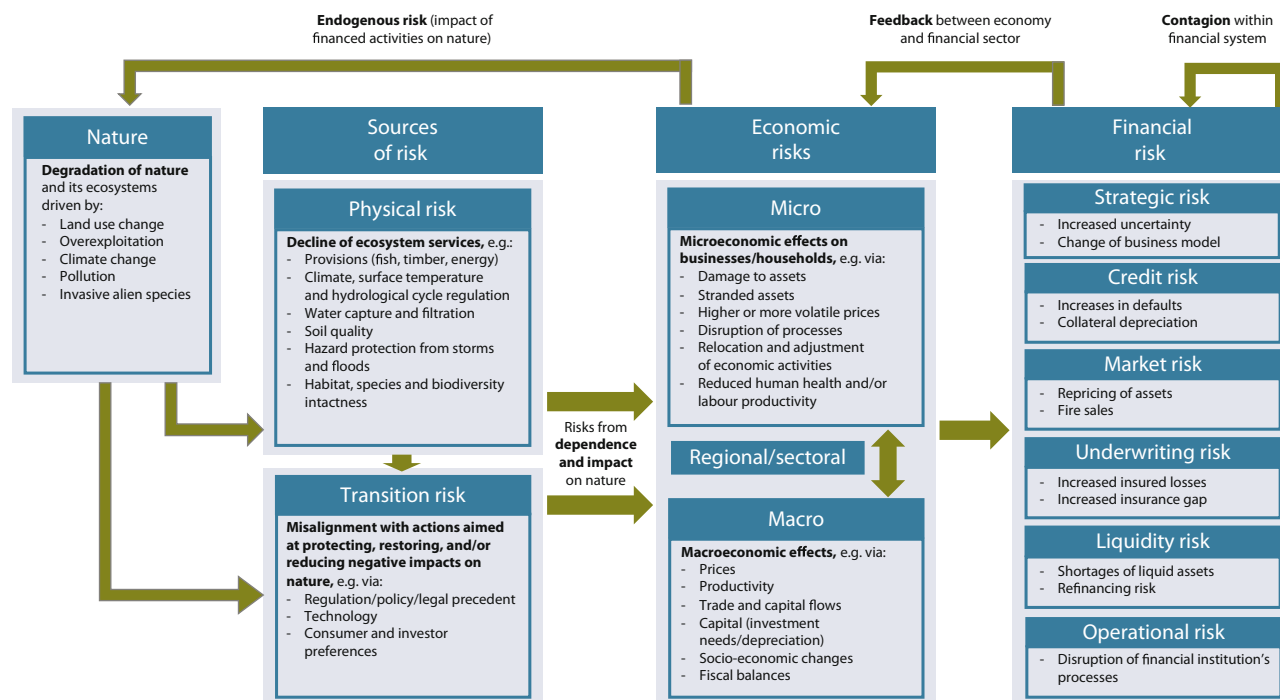 Endogenous risk (impact of
financed activities on nature)
Feedback between economy
and financial sector
Contagion within
financial system
Nature
Degradation of nature
and its ecosystems
driven by:
- Land use change
- Overexploitation
- Climate change
- Pollution
- Invasive alien species
Sources
of risk
Physical risk
Decline of ecosystem services, e.g.:
- Provisions (fish, timber, energy)
- Climate, surface temperature
and hydrological cycle regulation
- Water capture and filtration
- Soil quality
- Hazard protection from storms
and floods
- Habitat, species and biodiversity
intactness
Transition risk
Misalignment with actions aimed
at protecting, restoring, and/or
reducing negative impacts on
nature, e.g. via:
- Regulation/policy/legal precedent
- Technology
- Consumer and investor
preferences
Risks from
dependence
and impact
on nature
Economic
risks
Micro
Microeconomic effects on
businesses/households, e.g. via:
- Damage to assets
- Stranded assets
- Higher or more volatile prices
- Disruption of processes
- Relocation and adjustment
of economic activities
- Reduced human health and/or
labour productivity
Regional/sectoral
Macro
Macroeconomic effects, e.g. via:
- Prices
- Productivity
- Trade and capital flows
- Capital (investment
needs/depreciation)
- Socio-economic changes
- Fiscal balances
Financial
risk
Strategic risk
- Increased uncertainty
- Change of business model
Credit risk
- Increases in defaults
- Collateral depreciation
Market risk
- Repricing of assets
- Fire sales
Underwriting risk
- Increased insured losses
- Increased insurance gap
Liquidity risk
- Shortages of liquid assets
- Refinancing risk
Operational risk
- Disruption of financial institution's
processes